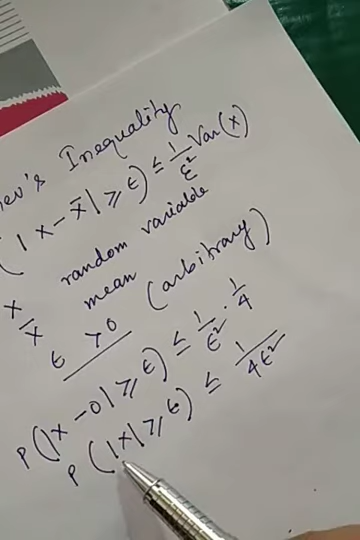 ev's Inequality
(|X - X̄| ≥ ϵ) ≤ 1/ε² Var(X)
X random variable
X̄ mean
ϵ > 0 (arbitrary)
P(|X - 0| ≥ ϵ) ≤ 1/ϵ² · 1/4
P(|X| ≥ ϵ) ≤ 1/4ϵ²